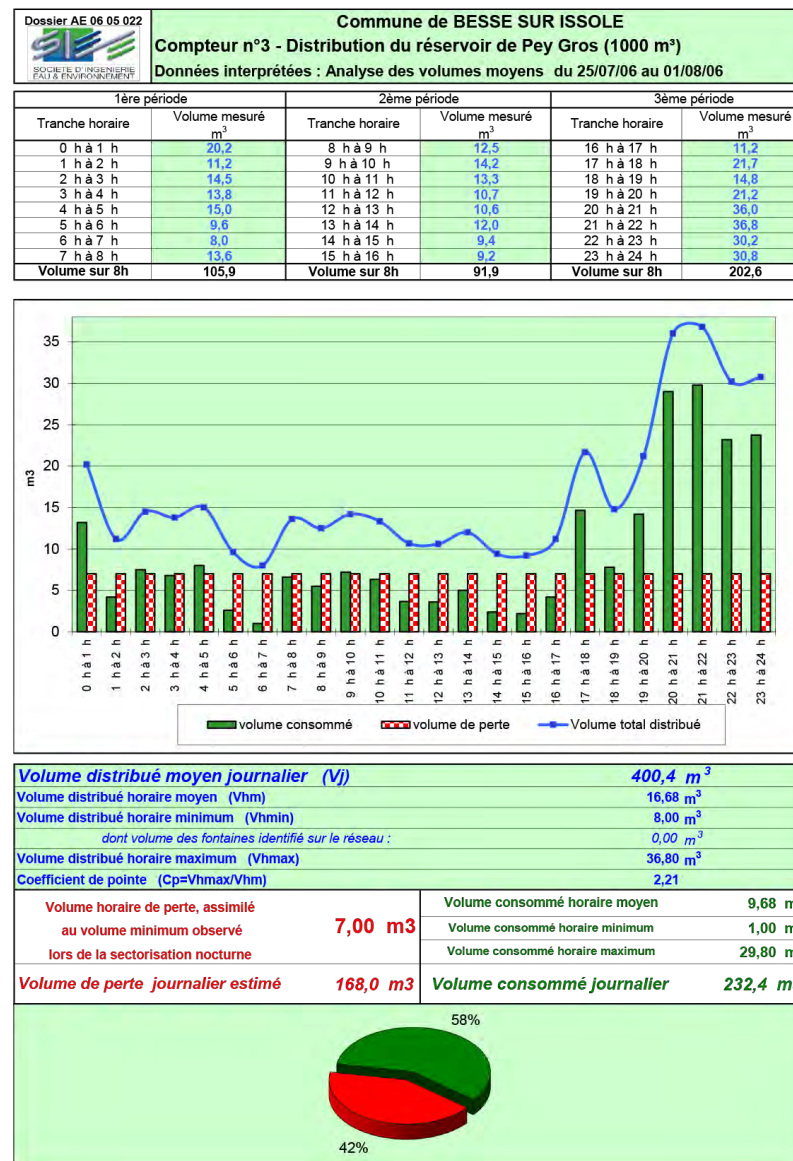 Dossier AE 06 05 022
SOCIETE D'INGENIERIE
EAU & ENVIRONNEMENT
Commune de BESSE SUR ISSOLE
Compteur n°3 - Distribution du réservoir de Pey Gros (1000 m³)
Données interprétées : Analyse des volumes moyens du 25/07/06 au 01/08/06
1ère période 2ème période 3ème période
Tranche horaire Volume mesuré m³ Tranche horaire Volume mesuré m³ Tranche horaire Volume mesuré m³
0 h à 1 h 20,2 8 h à 9 h 12,5 16 h à 17 h 11,2
1 h à 2 h 11,2 9 h à 10 h 14,2 17 h à 18 h 21,7
2 h à 3 h 14,5 10 h à 11 h 13,3 18 h à 19 h 14,8
3 h à 4 h 13,8 11 h à 12 h 10,7 19 h à 20 h 21,2
4 h à 5 h 15,0 12 h à 13 h 10,6 20 h à 21 h 36,0
5 h à 6 h 9,6 13 h à 14 h 12,0 21 h à 22 h 36,8
6 h à 7 h 8,0 14 h à 15 h 9,4 22 h à 23 h 30,2
7 h à 8 h 13,6 15 h à 16 h 9,2 23 h à 24 h 30,8
Volume sur 8h 105,9 Volume sur 8h 91,9 Volume sur 8h 202,6
m3
35
30
25
20
15
10
5
0
0 h à 1 h
1 h à 2 h
2 h à 3 h
3 h à 4 h
4 h à 5 h
5 h à 6 h
6 h à 7 h
7 h à 8 h
8 h à 9 h
9 h à 10 h
10 h à 11 h
11 h à 12 h
12 h à 13 h
13 h à 14 h
14 h à 15 h
15 h à 16 h
16 h à 17 h
17 h à 18 h
18 h à 19 h
19 h à 20 h
20 h à 21 h
21 h à 22 h
22 h à 23 h
23 h à 24 h
volume consommé volume de perte Volume total distribué
Volume distribué moyen journalier (Vj) 400,4 m³
Volume distribué horaire moyen (Vhm) 16,68 m³
Volume distribué horaire minimum (Vhmin) 8,00 m³
dont volume des fontaines identifié sur le réseau : 0,00 m³
Volume distribué horaire maximum (Vhmax) 36,80 m³
Coefficient de pointe (Cp=Vhmax/Vhm) 2,21
Volume horaire de perte, assimilé
au volume minimum observé
lors de la sectorisation nocturne
7,00 m3
Volume consommé horaire moyen 9,68 m
Volume consommé horaire minimum 1,00 m
Volume consommé horaire maximum 29,80 m
Volume de perte journalier estimé 168,0 m3
Volume consommé journalier 232,4 m
58%
42%